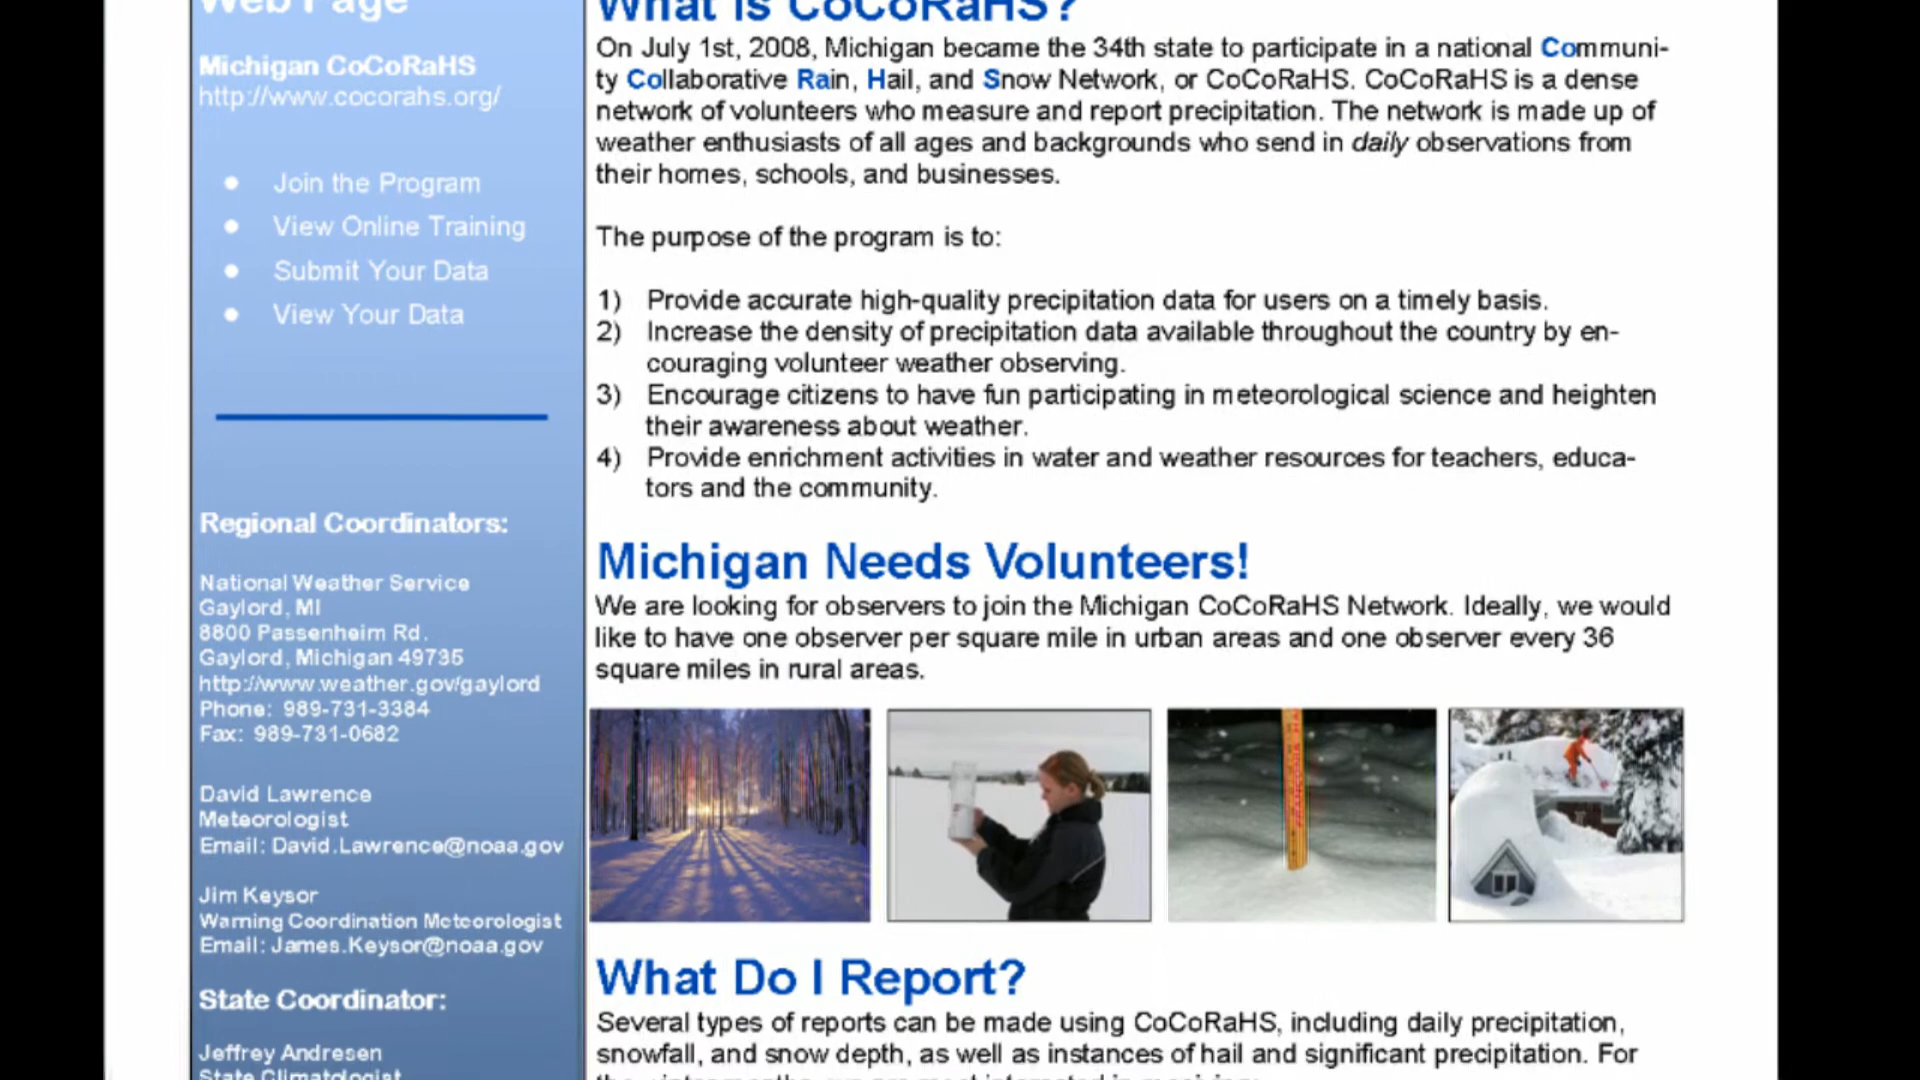 Web Page
Michigan CoCoRaHS
http://www.cocorahs.org/
Join the Program
View Online Training
Submit Your Data
View Your Data
Regional Coordinators:
National Weather Service
Gaylord, MI
8800 Passenheim Rd.
Gaylord, Michigan 49735
http://www.weather.gov/gaylord
Phone: 989-731-3384
Fax: 989-731-0682
David Lawrence
Meteorologist
Email: David.Lawrence@noaa.gov
Jim Keysor
Warning Coordination Meteorologist
Email: James.Keysor@noaa.gov
State Coordinator:
Jeffrey Andresen
State Climatologist
What is CoCoRaHS?
On July 1st, 2008, Michigan became the 34th state to participate in a national Communi-
ty Collaborative Rain, Hail, and Snow Network, or CoCoRaHS. CoCoRaHS is a dense
network of volunteers who measure and report precipitation. The network is made up of
weather enthusiasts of all ages and backgrounds who send in daily observations from
their homes, schools, and businesses.
The purpose of the program is to:
1) Provide accurate high-quality precipitation data for users on a timely basis.
2) Increase the density of precipitation data available throughout the country by en-
couraging volunteer weather observing.
3) Encourage citizens to have fun participating in meteorological science and heighten
their awareness about weather.
4) Provide enrichment activities in water and weather resources for teachers, educa-
tors and the community.
Michigan Needs Volunteers!
We are looking for observers to join the Michigan CoCoRaHS Network. Ideally, we would
like to have one observer per square mile in urban areas and one observer every 36
square miles in rural areas.
What Do I Report?
Several types of reports can be made using CoCoRaHS, including daily precipitation,
snowfall, and snow depth, as well as instances of hail and significant precipitation. For